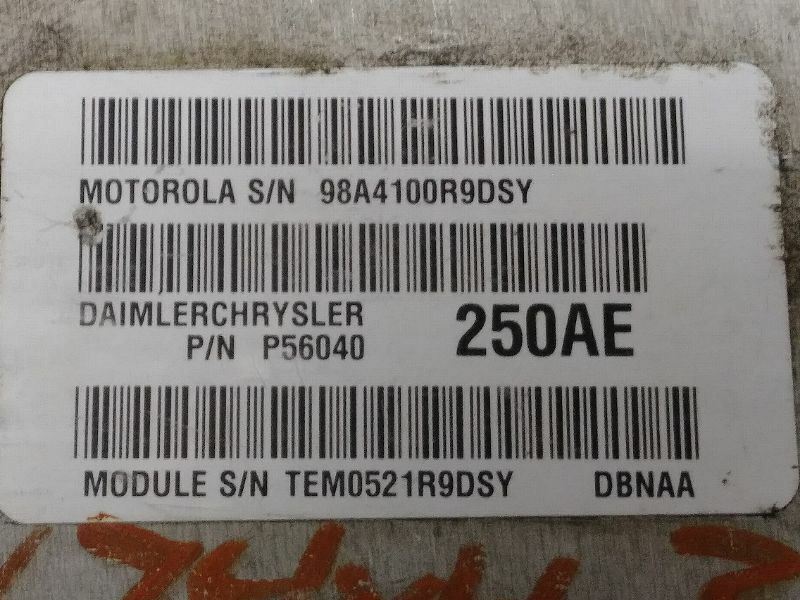 MOTOROLA S/N 98A4100R9DSY
DAIMLERCHRYSLER
P/N P56040 250AE
MODULE S/N TEM0521R9DSY DBNAA